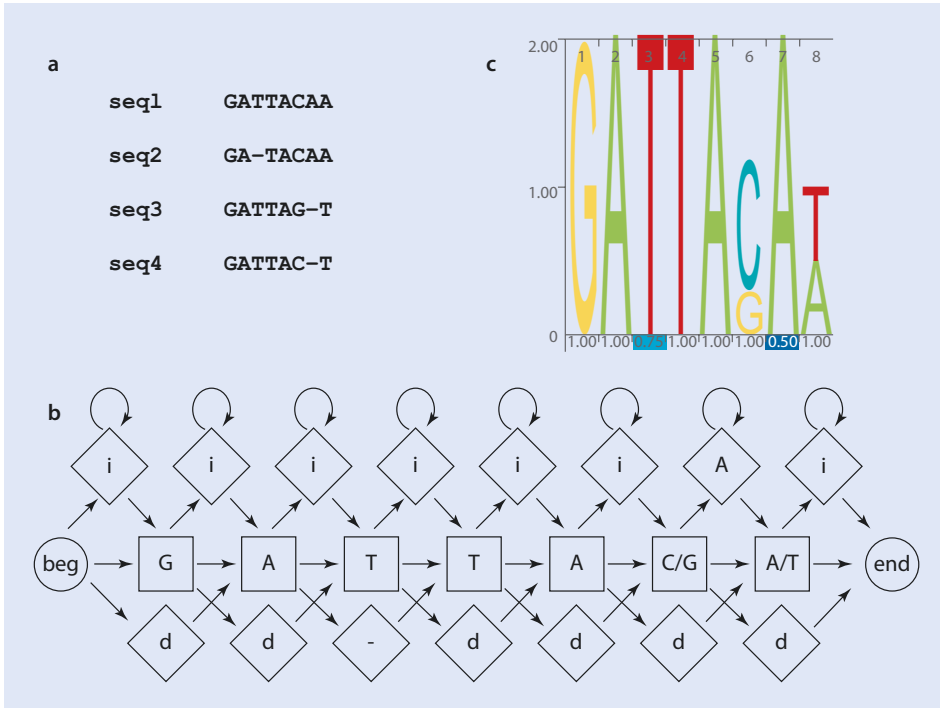 a
seq1 GATTACAA
seq2 GA-TACAA
seq3 GATTAG-T
seq4 GATTAC-T
c
2.00
1 2 3 4 5 6 7 8
1.00
0
G A T T A C A T
G A
1.00 1.00 0.75 1.00 1.00 1.00 0.50 1.00
b
i i i i i i A i
beg G A T T A C/G A/T end
d d - d d d d